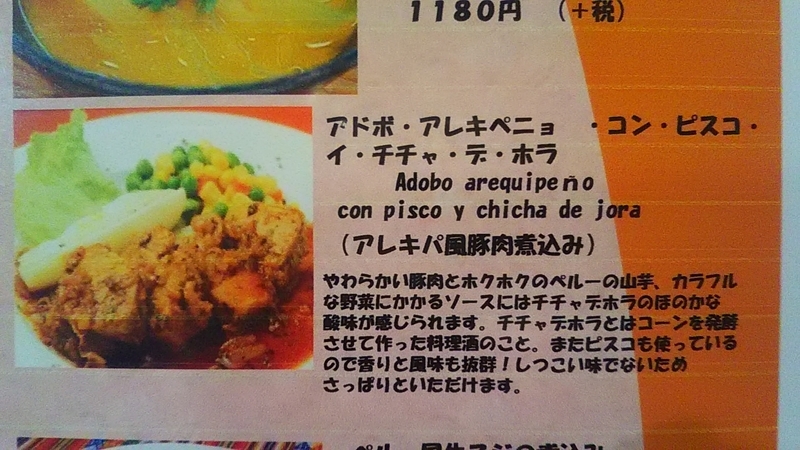 1180円 (+税)
アドボ・アレキペニョ ・コン・ピスコ・
イ・チチャ・デ・ホラ
Adobo arequipeño
con pisco y chicha de jora
(アレキパ風豚肉煮込み)
やわらかい豚肉とホクホクのペルーの山芋、カラフル
な野菜にかかるソースにはチチャデホラのほのかな
酸味が感じられます。チチャデホラとはコーンを発酵
させて作った料理酒のこと。またピスコも使っている
ので香りと風味も抜群!しつこい味でないため
さっぱりといただけます。